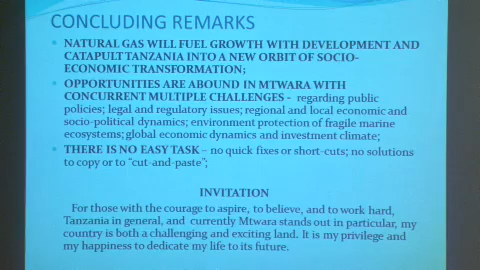 CONCLUDING REMARKS
• NATURAL GAS WILL FUEL GROWTH WITH DEVELOPMENT AND
CATAPULT TANZANIA INTO A NEW ORBIT OF SOCIO-
ECONOMIC TRANSFORMATION;
• OPPORTUNITIES ARE ABOUND IN MTWARA WITH
CONCURRENT MULTIPLE CHALLENGES - regarding public
policies; legal and regulatory issues; regional and local economic and
socio-political dynamics; environment protection of fragile marine
ecosystems; global economic dynamics and investment climate;
• THERE IS NO EASY TASK – no quick fixes or short-cuts; no solutions
to copy or to "cut-and-paste";
INVITATION
For those with the courage to aspire, to believe, and to work hard,
Tanzania in general, and currently Mtwara stands out in particular, my
country is both a challenging and exciting land. It is my privilege and
my happiness to dedicate my life to its future.